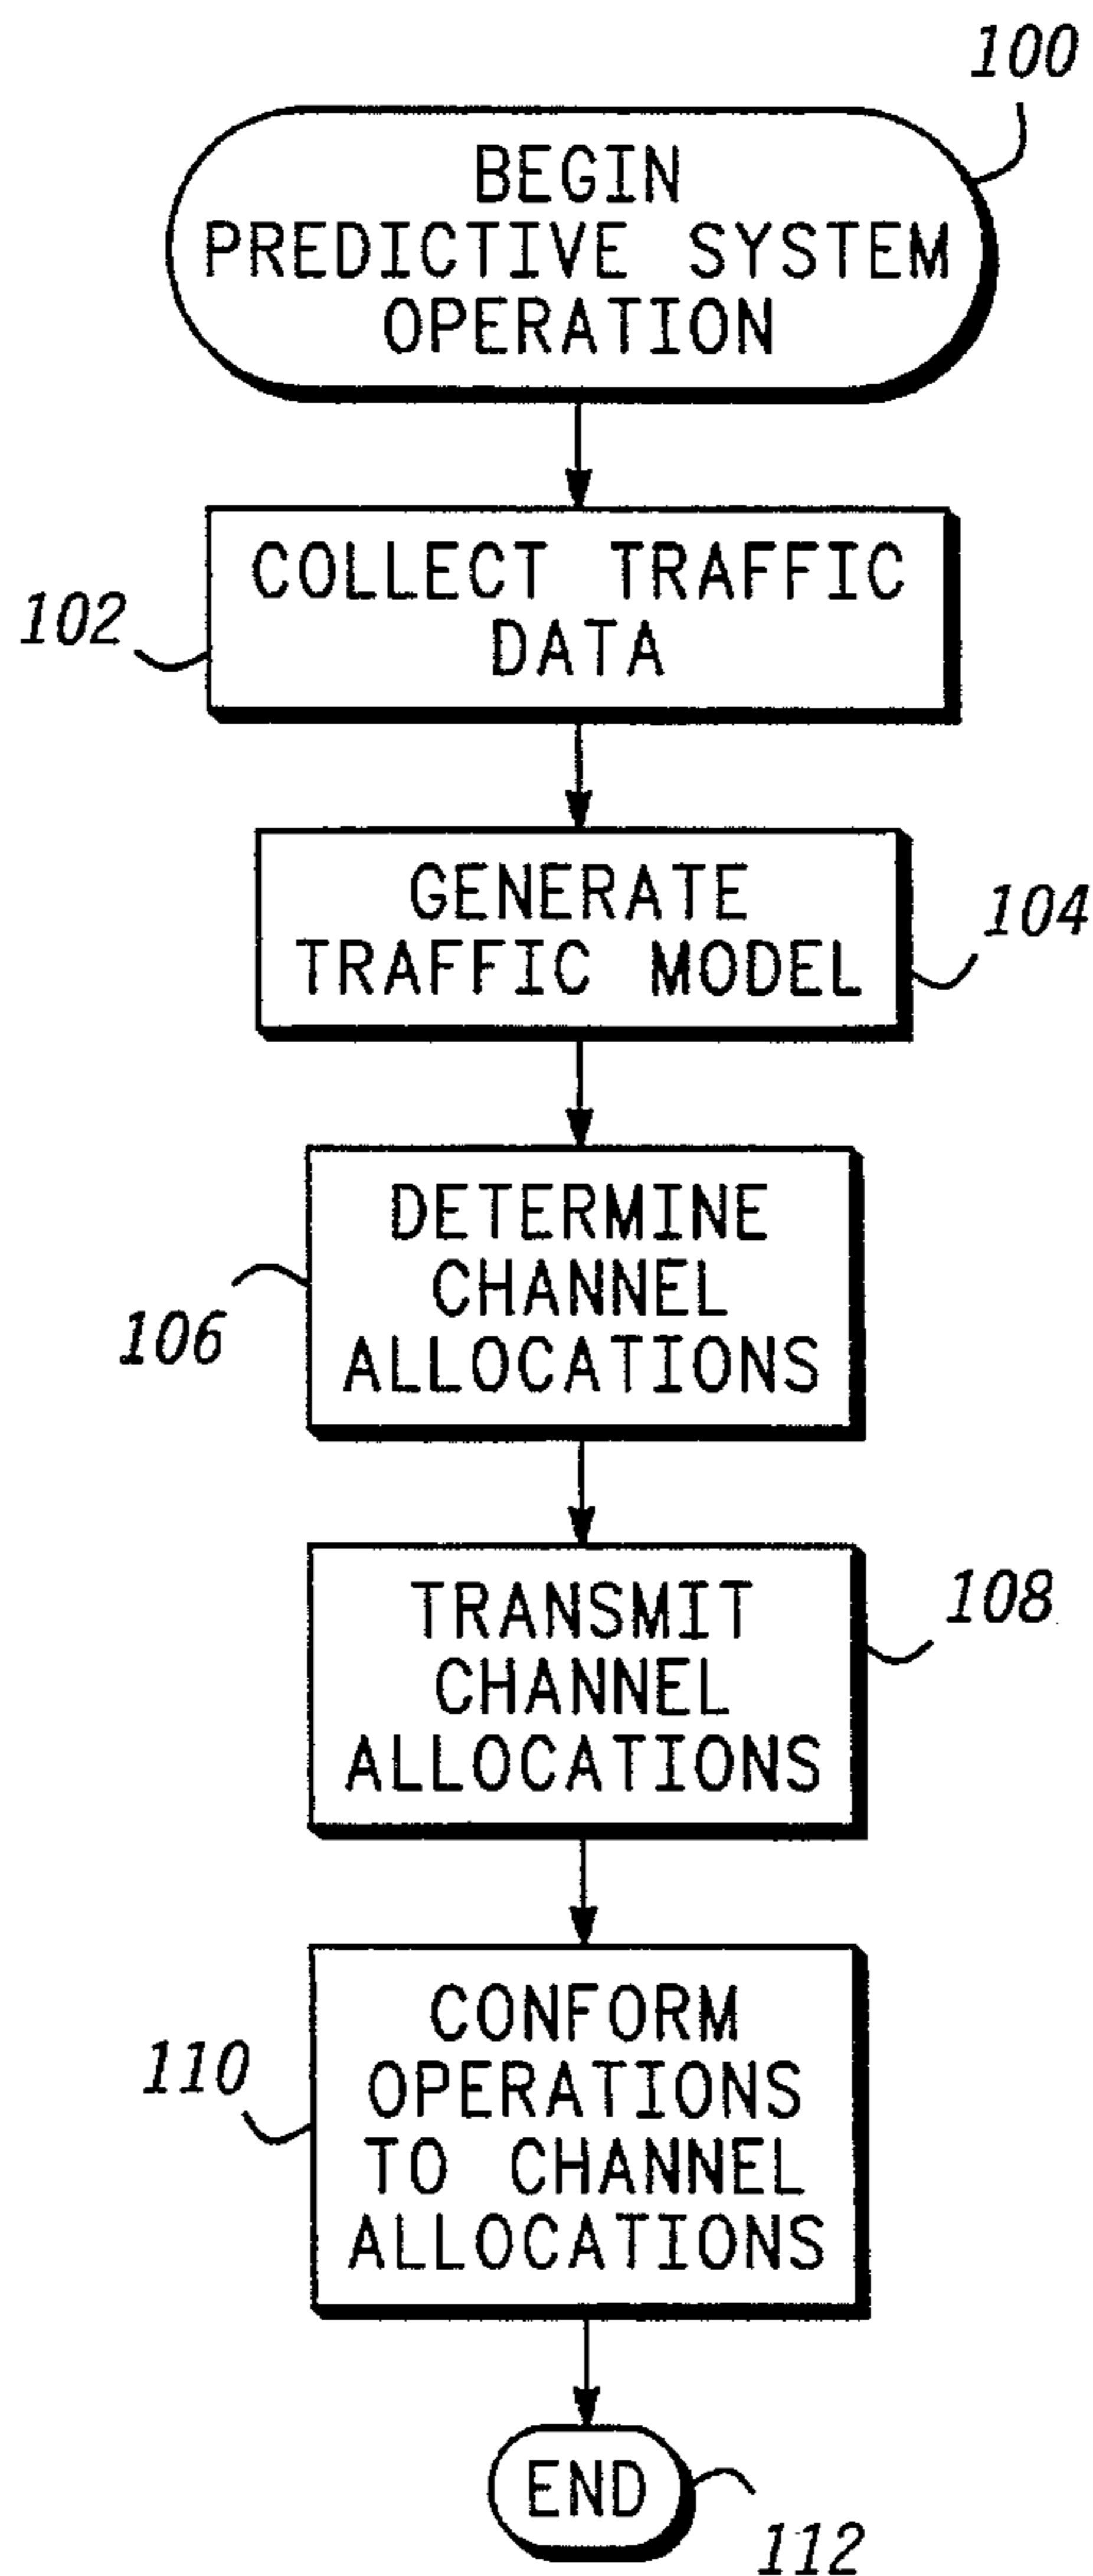 100
BEGIN
PREDICTIVE SYSTEM
OPERATION
COLLECT TRAFFIC
DATA
102
GENERATE
TRAFFIC MODEL
104
DETERMINE
CHANNEL
ALLOCATIONS
106
TRANSMIT
CHANNEL
ALLOCATIONS
108
CONFORM
OPERATIONS
TO CHANNEL
ALLOCATIONS
110
END
112